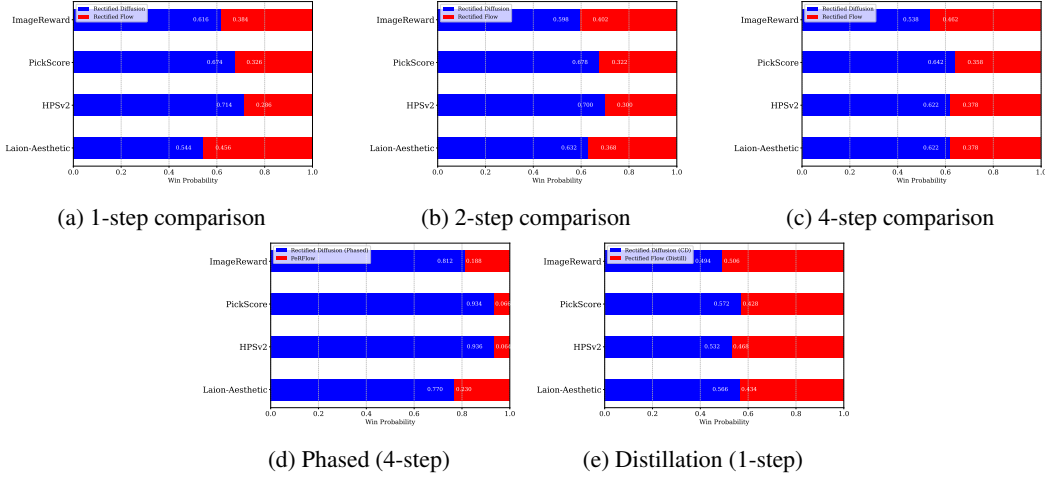 Rectified Diffusion
Rectified Flow
ImageReward 0.616 0.384
PickScore 0.674 0.326
HPSv2 0.714 0.286
Laion-Aesthetic 0.544 0.456
0.0 0.2 0.4 0.6 0.8 1.0
Win Probability
(a) 1-step comparison
Rectified Diffusion
Rectified Flow
ImageReward 0.598 0.402
PickScore 0.678 0.322
HPSv2 0.700 0.300
Laion-Aesthetic 0.632 0.368
0.0 0.2 0.4 0.6 0.8 1.0
Win Probability
(b) 2-step comparison
Rectified Diffusion
Rectified Flow
ImageReward 0.538 0.462
PickScore 0.642 0.358
HPSv2 0.622 0.378
Laion-Aesthetic 0.622 0.378
0.0 0.2 0.4 0.6 0.8 1.0
Win Probability
(c) 4-step comparison
Rectified Diffusion (Phased)
PeRFlow
ImageReward 0.812 0.188
PickScore 0.934 0.066
HPSv2 0.936 0.064
Laion-Aesthetic 0.770 0.230
0.0 0.2 0.4 0.6 0.8 1.0
Win Probability
(d) Phased (4-step)
Rectified Diffusion (CD)
Pectified Flow (Distill)
ImageReward 0.494 0.506
PickScore 0.572 0.428
HPSv2 0.532 0.468
Laion-Aesthetic 0.566 0.434
0.0 0.2 0.4 0.6 0.8 1.0
Win Probability
(e) Distillation (1-step)